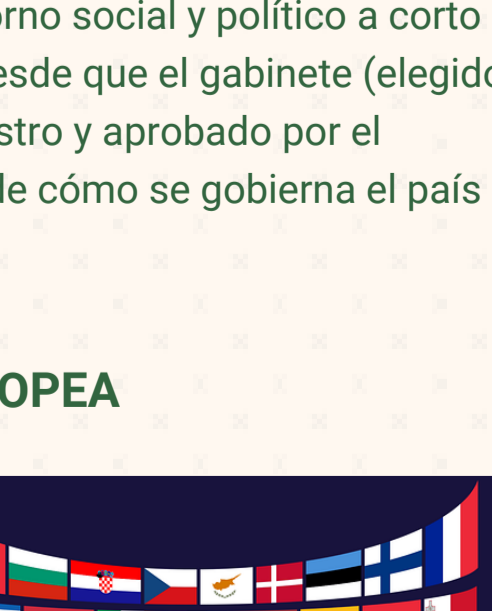 orno social y político a corto
esde que el gabinete (elegido
stro y aprobado por el
le cómo se gobierna el país
OPEA